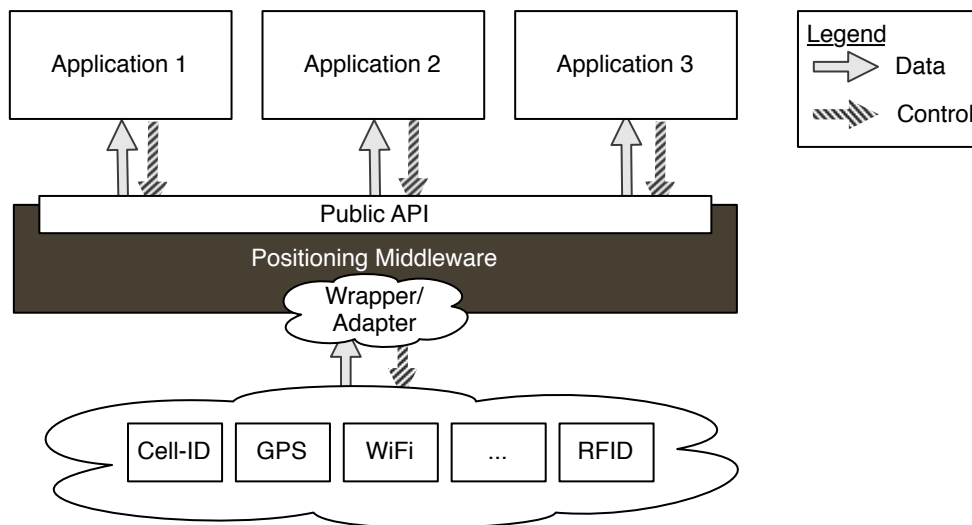 Application 1
Application 2
Application 3
Legend
Data
Control
Public API
Positioning Middleware
Wrapper/
Adapter
Cell-ID
GPS
WiFi
...
RFID